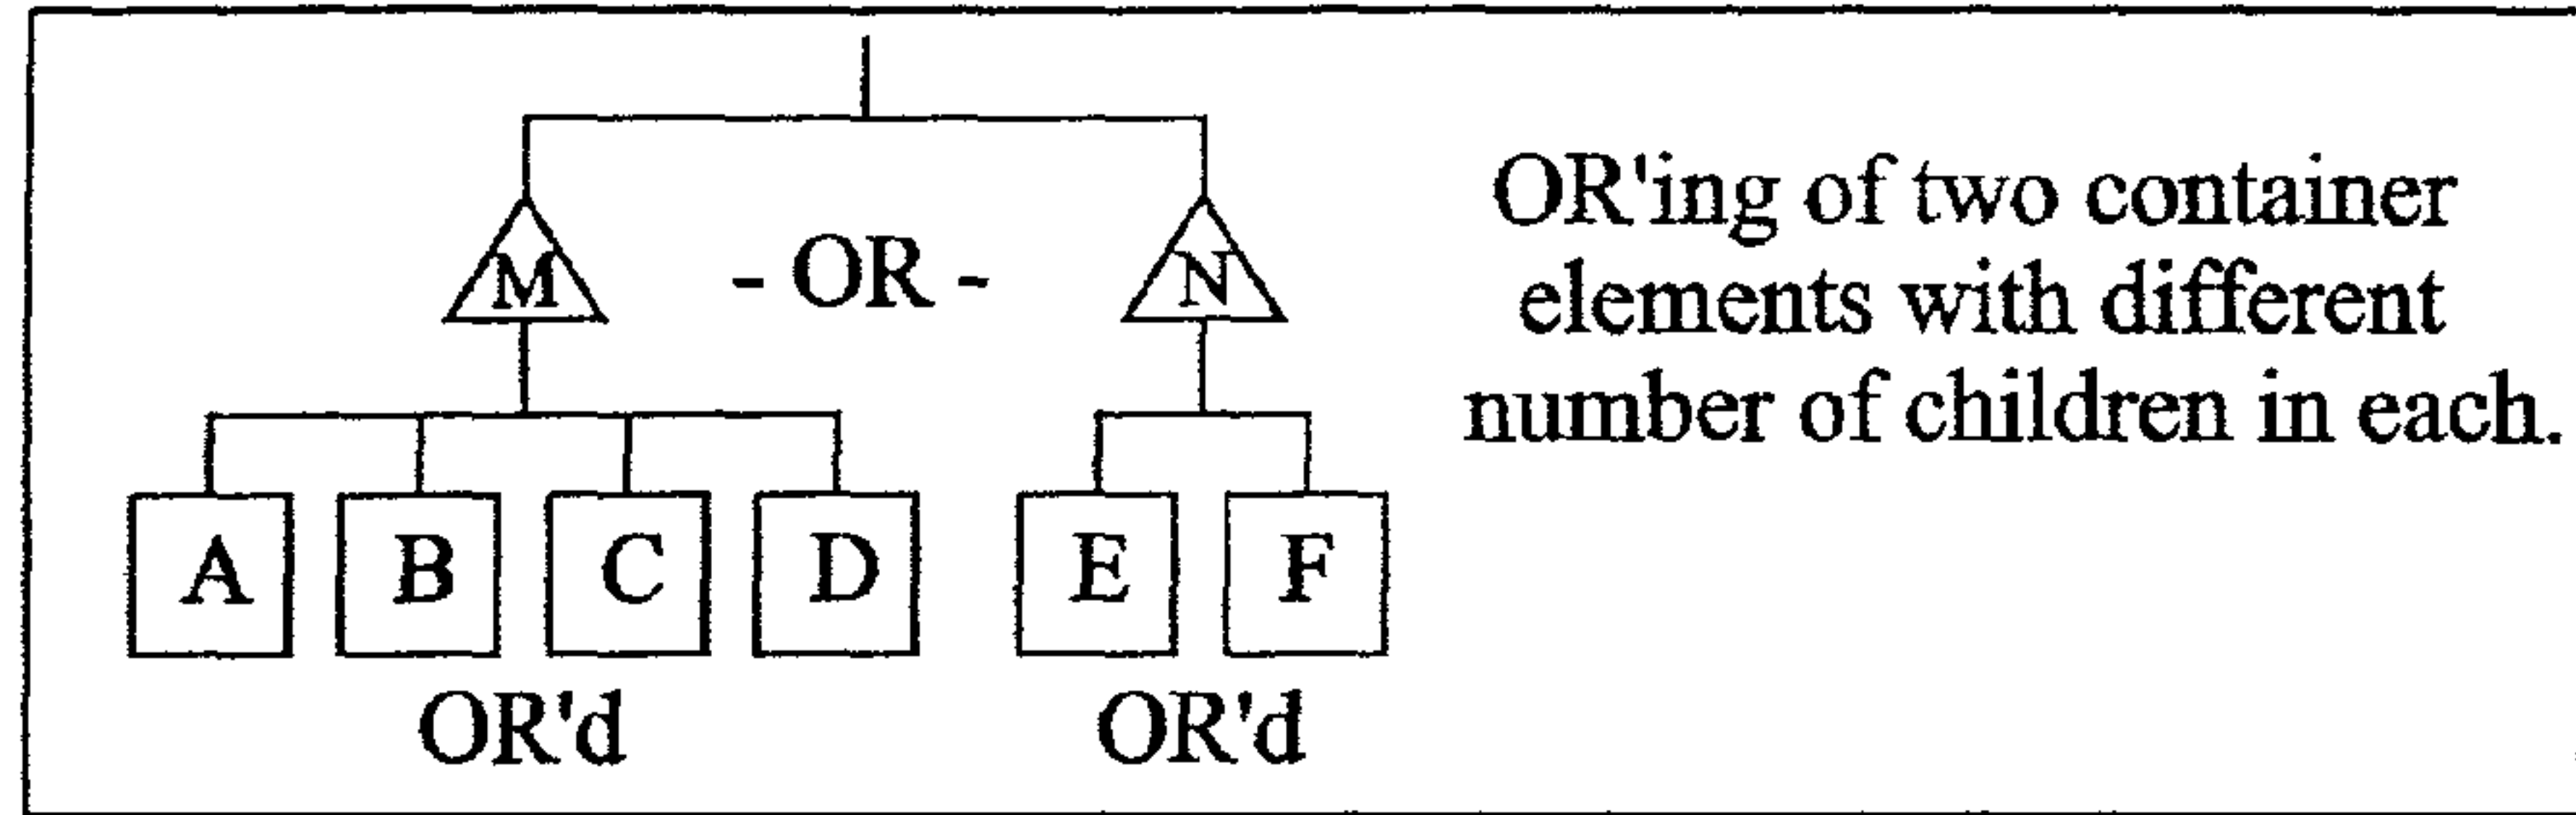 M - OR - N
OR'ing of two container
elements with different
number of children in each.
A B C D E F
OR'd OR'd